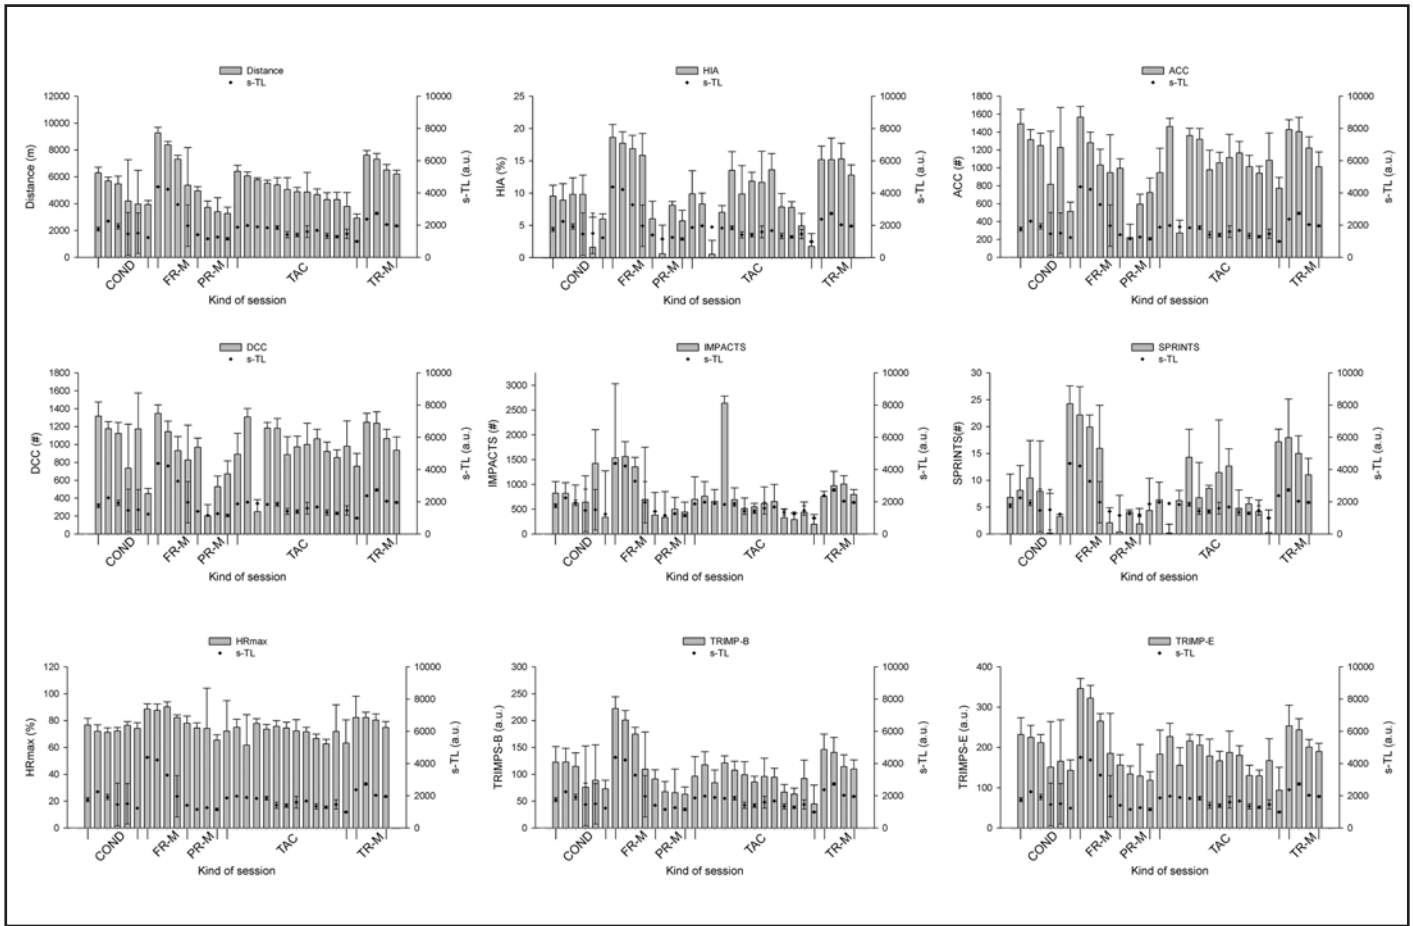 Distance
s-TL
12000
10000
8000
6000
4000
2000
0
Distance (m)
10000
8000
6000
4000
2000
0
s-TL (a.u.)
COND
FR-M
PR-M
TAC
TR-M
Kind of session
HIA
s-TL
25
20
15
10
5
0
HIA (%)
10000
8000
6000
4000
2000
0
s-TL (a.u.)
COND
FR-M
PR-M
TAC
TR-M
Kind of session
ACC
s-TL
1800
1600
1400
1200
1000
800
600
400
200
0
ACC (#)
10000
8000
6000
4000
2000
0
s-TL (a.u.)
COND
FR-M
PR-M
TAC
TR-M
Kind of session
DCC
s-TL
1800
1600
1400
1200
1000
800
600
400
200
0
DCC (#)
10000
8000
6000
4000
2000
0
s-TL (a.u.)
COND
FR-M
PR-M
TAC
TR-M
Kind of session
IMPACTS
s-TL
3000
2500
2000
1500
1000
500
0
IMPACTS (#)
10000
8000
6000
4000
2000
0
s-TL (a.u.)
COND
FR-M
PR-M
TAC
TR-M
Kind of session
SPRINTS
s-TL
30
25
20
15
10
5
0
SPRINTS(#)
10000
8000
6000
4000
2000
0
s-TL (a.u.)
COND
FR-M
PR-M
TAC
TR-M
Kind of session
HRmax
s-TL
120
100
80
60
40
20
0
HRmax (%)
10000
8000
6000
4000
2000
0
s-TL (a.u.)
COND
FR-M
PR-M
TAC
TR-M
Kind of session
TRIMP-B
s-TL
300
250
200
150
100
50
0
TRIMPS-B (a.u.)
10000
8000
6000
4000
2000
0
s-TL (a.u.)
COND
FR-M
PR-M
TAC
TR-M
Kind of session
TRIMP-E
s-TL
400
300
200
100
0
TRIMPS-E (a.u.)
10000
8000
6000
4000
2000
0
s-TL (a.u.)
COND
FR-M
PR-M
TAC
TR-M
Kind of session